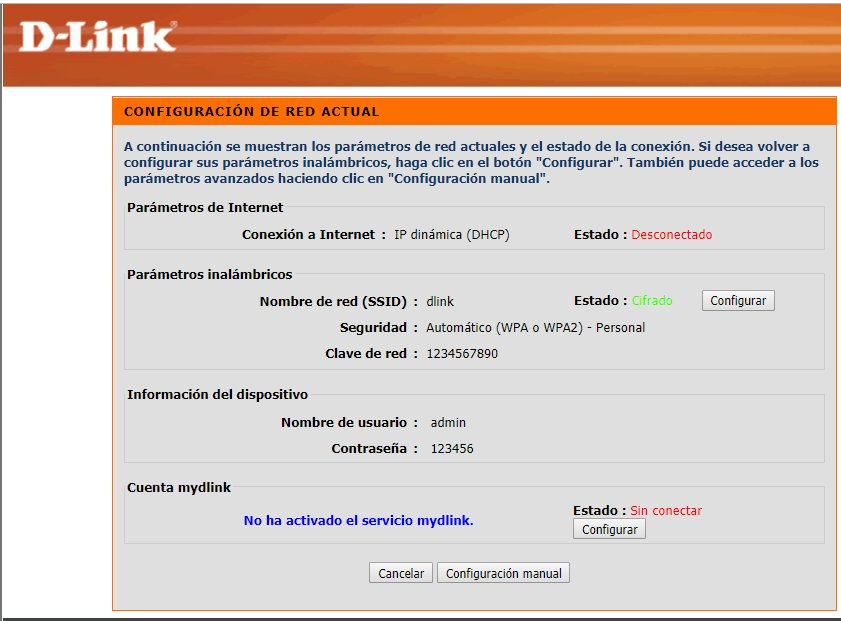 D-Link®
CONFIGURACIÓN DE RED ACTUAL
A continuación se muestran los parámetros de red actuales y el estado de la conexión. Si desea volver a
configurar sus parámetros inalámbricos, haga clic en el botón "Configurar". También puede acceder a los
parámetros avanzados haciendo clic en "Configuración manual".
Parámetros de Internet
Conexión a Internet : IP dinámica (DHCP) Estado : Desconectado
Parámetros inalámbricos
Nombre de red (SSID) : dlink Estado : Cifrado Configurar
Seguridad : Automático (WPA o WPA2) - Personal
Clave de red : 1234567890
Información del dispositivo
Nombre de usuario : admin
Contraseña : 123456
Cuenta mydlink
No ha activado el servicio mydlink. Estado : Sin conectar
Configurar
Cancelar Configuración manual